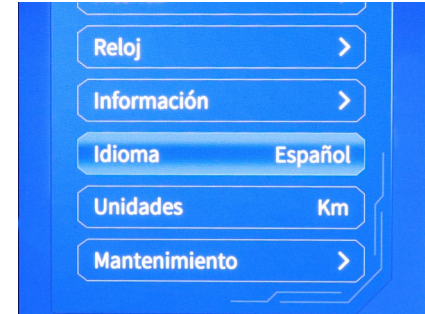 Reloj
Información
Idioma Español
Unidades Km
Mantenimiento